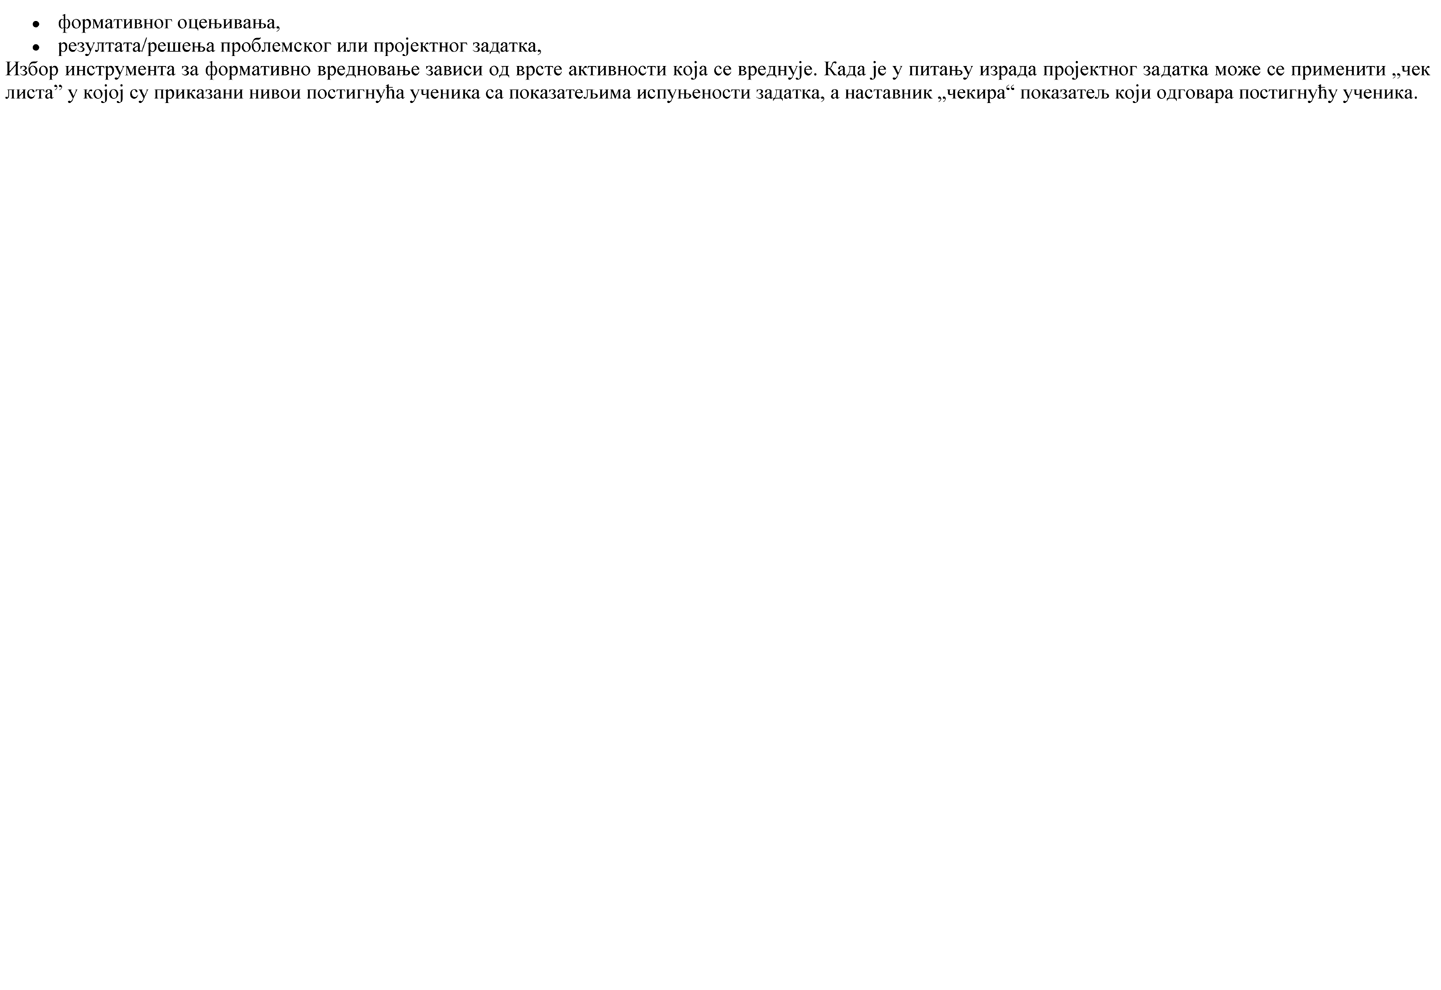 • формативног оцењивања,
• резултата/решења проблемског или пројектног задатка,
Избор инструмента за формативно вредновање зависи од врсте активности која се вреднује. Када је у питању израда пројектног задатка може се применити „чек
листа” у којој су приказани нивои постигнућа ученика са показатељима испуњености задатка, а наставник „чекира“ показатељ који одговара постигнућу ученика.